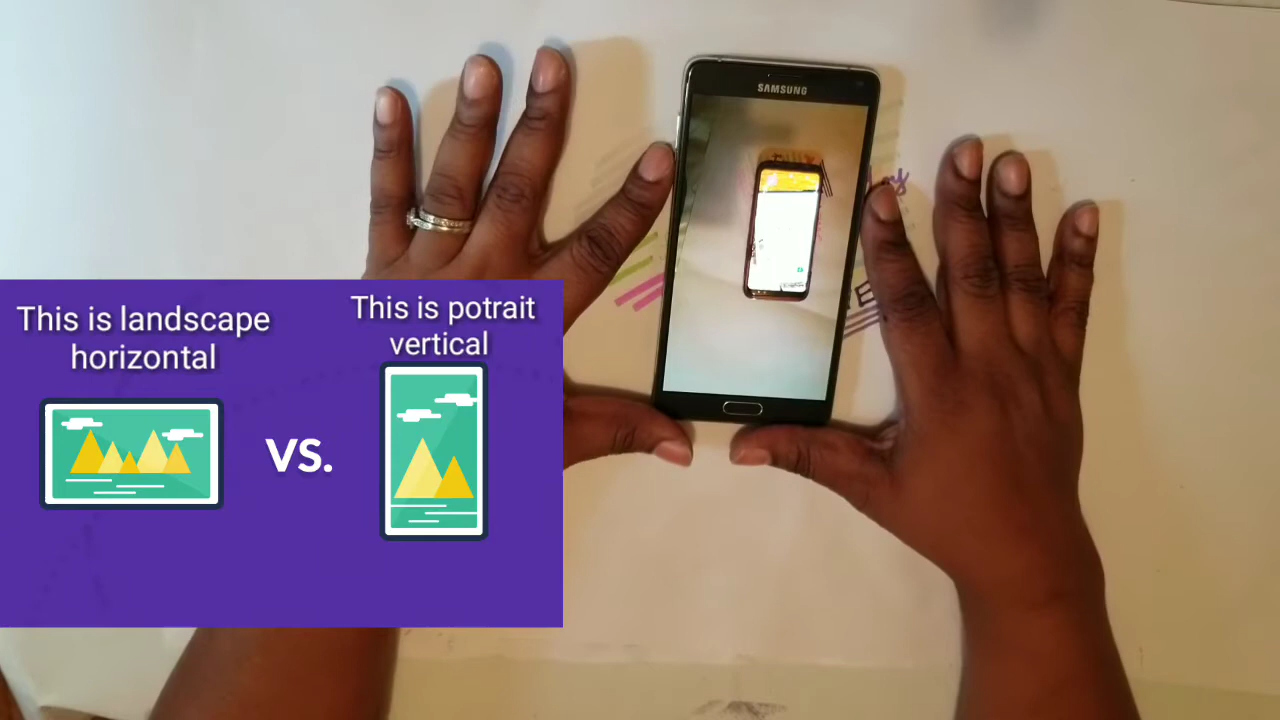 SAMSUNG
This is landscape
horizontal
This is potrait
vertical
vs.